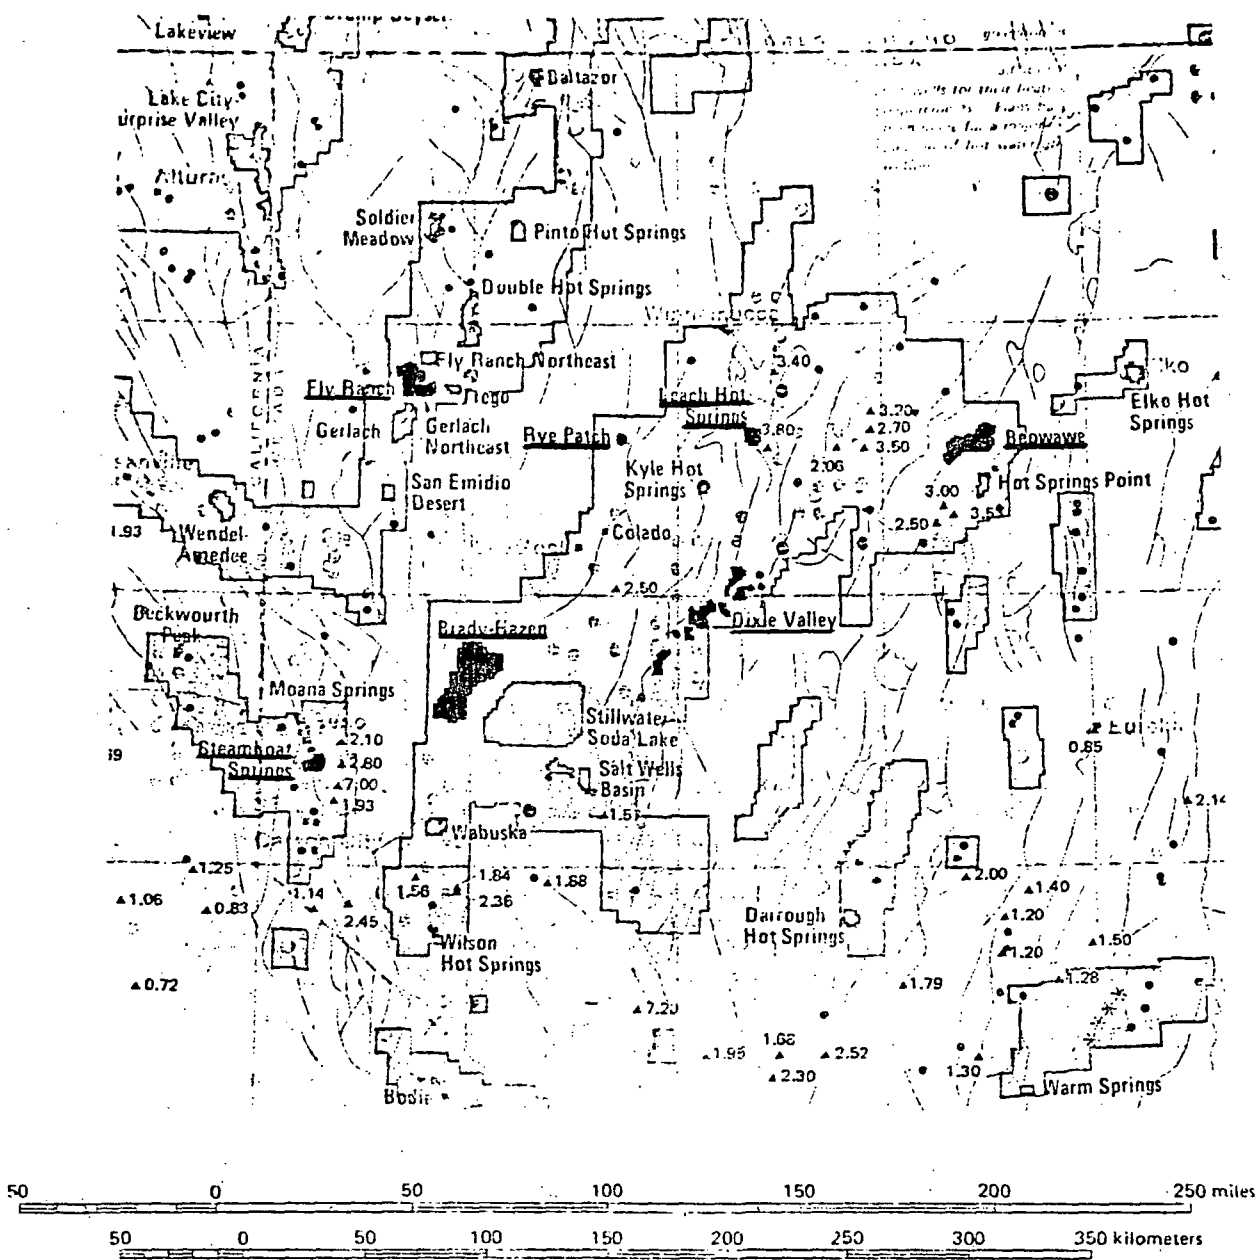 Lakeview
Baltazor
Lake City
urprise Valley
Alturas
Soldier
Meadow
Pinto Hot Springs
Double Hot Springs
Fly Ranch Northeast
3.40
Fly Ranch
Leach Hot
Springs
Elko Hot
Springs
3.70
2.70
3.80
3.50
Gerlach
Gerlach
Northeast
Rye Patch
Beowawe
2.06
Kyle Hot
Springs
San Emidio
Desert
Hot Springs Point
3.00
2.50
1.93
Wendel
Amedee
Colado
2.50
CALIFORNIA
Beckwourth
Peak
Brady-Hazen
Dixie Valley
Moana Springs
Stillwater
Soda Lake
2.10
Steamboat
Springs
2.80
7.00
1.93
Salt Wells
Basin
0.65
2.14
Wabuska
1.25
1.06
0.83
1.14
2.45
1.56
1.84
2.36
1.68
2.00
1.40
1.20
1.50
1.20
1.28
Darrough
Hot Springs
Wilson
Hot Springs
0.72
1.79
7.20
1.95
1.68
2.52
2.30
1.30
Warm Springs
Bodie
50 0 50 100 150 200 250 miles
50 0 50 100 150 200 250 300 350 kilometers